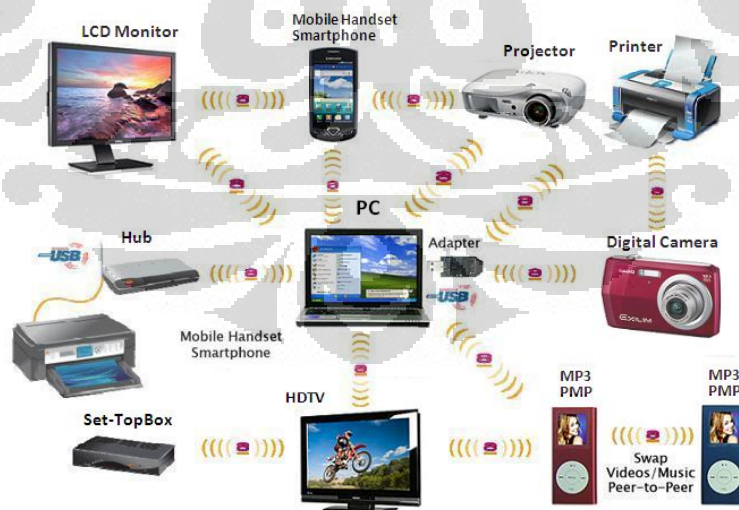 LCD Monitor
Mobile Handset
Smartphone
Projector
Printer
PC
Hub
Adapter
Digital Camera
USB
USB
Mobile Handset
Smartphone
EXILIM
MP3
PMP
MP3
PMP
HDTV
Set-TopBox
Swap
Videos/Music
Peer-to-Peer